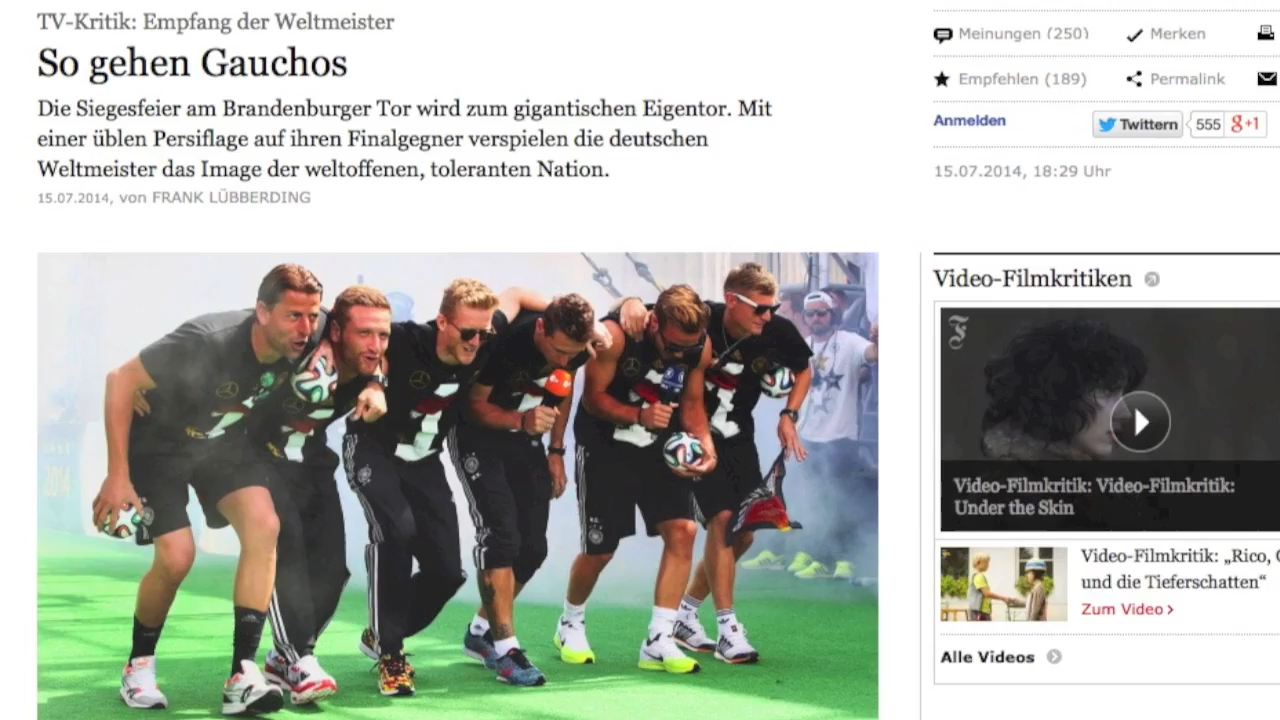 TV-Kritik: Empfang der Weltmeister
So gehen Gauchos
Die Siegesfeier am Brandenburger Tor wird zum gigantischen Eigentor. Mit
einer üblen Persiflage auf ihren Finalgegner verspielen die deutschen
Weltmeister das Image der weltoffenen, toleranten Nation.
15.07.2014, von FRANK LÜBBERDING
Meinungen (250)
Merken
Empfehlen (189)
Permalink
Anmelden
Twittern
555
g+1
15.07.2014, 18:29 Uhr
Video-Filmkritiken
F
Video-Filmkritik: Video-Filmkritik:
Under the Skin
Video-Filmkritik: „Rico,
und die Tieferschatten“
Zum Video
Alle Videos